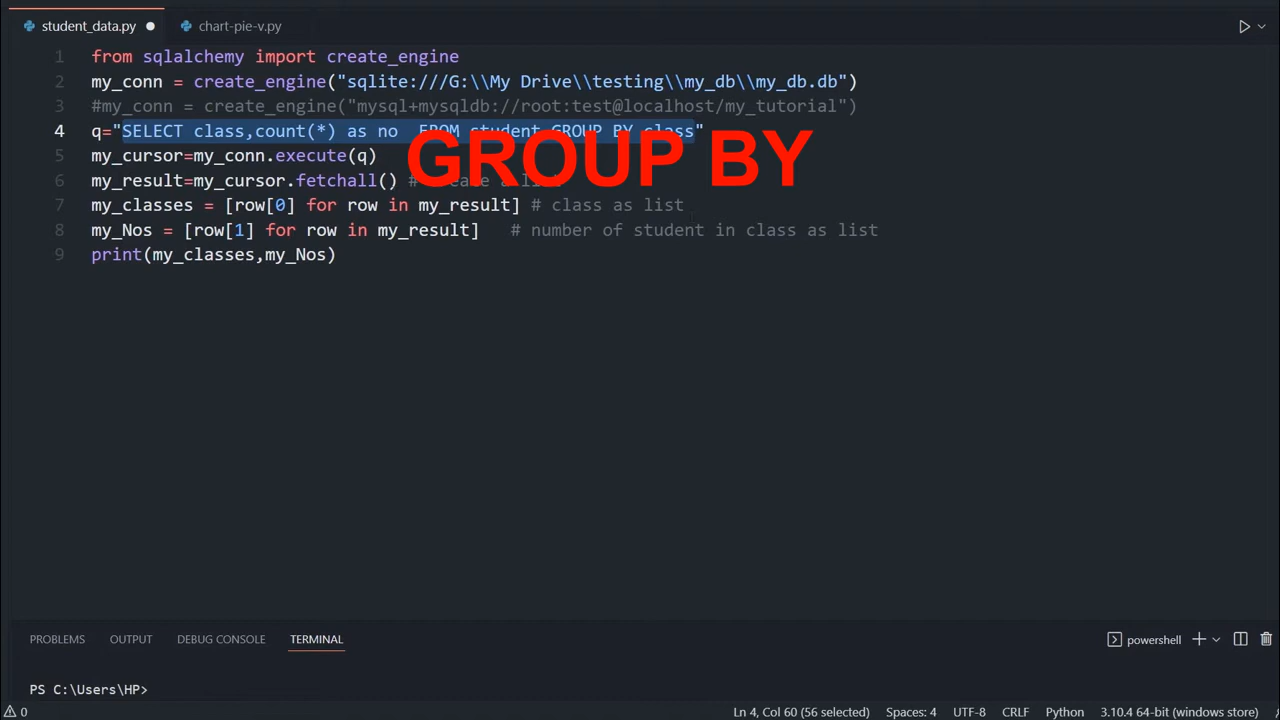 student_data.py chart-pie-v.py
1 from sqlalchemy import create_engine
2 my_conn = create_engine("sqlite:///G:\\My Drive\\testing\\my_db\\my_db.db")
3 #my_conn = create_engine("mysql+mysqldb://root:test@localhost/my_tutorial")
4 q="SELECT class,count(*) as no  FROM student GROUP BY class"
GROUP BY
5 my_cursor=my_conn.execute(q)
6 my_result=my_cursor.fetchall() # create a list
7 my_classes = [row[0] for row in my_result] # class as list
8 my_Nos = [row[1] for row in my_result]   # number of student in class as list
9 print(my_classes,my_Nos)
PROBLEMS OUTPUT DEBUG CONSOLE TERMINAL powershell
PS C:\Users\HP>
0 Ln 4, Col 60 (56 selected) Spaces: 4 UTF-8 CRLF Python 3.10.4 64-bit (windows store)